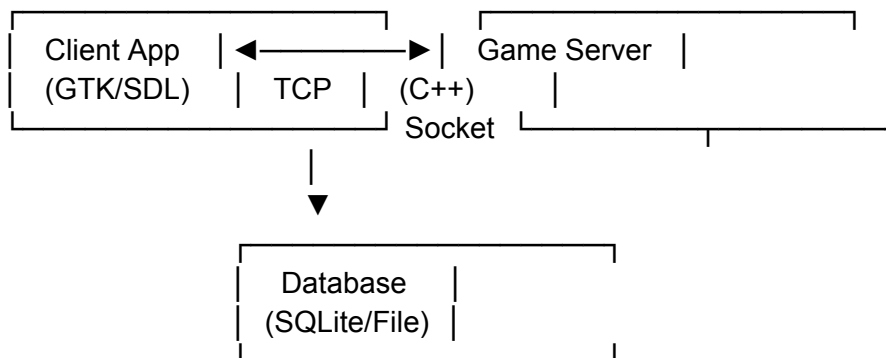 Client App Game Server
(GTK/SDL) TCP (C++)
Socket
Database
(SQLite/File)